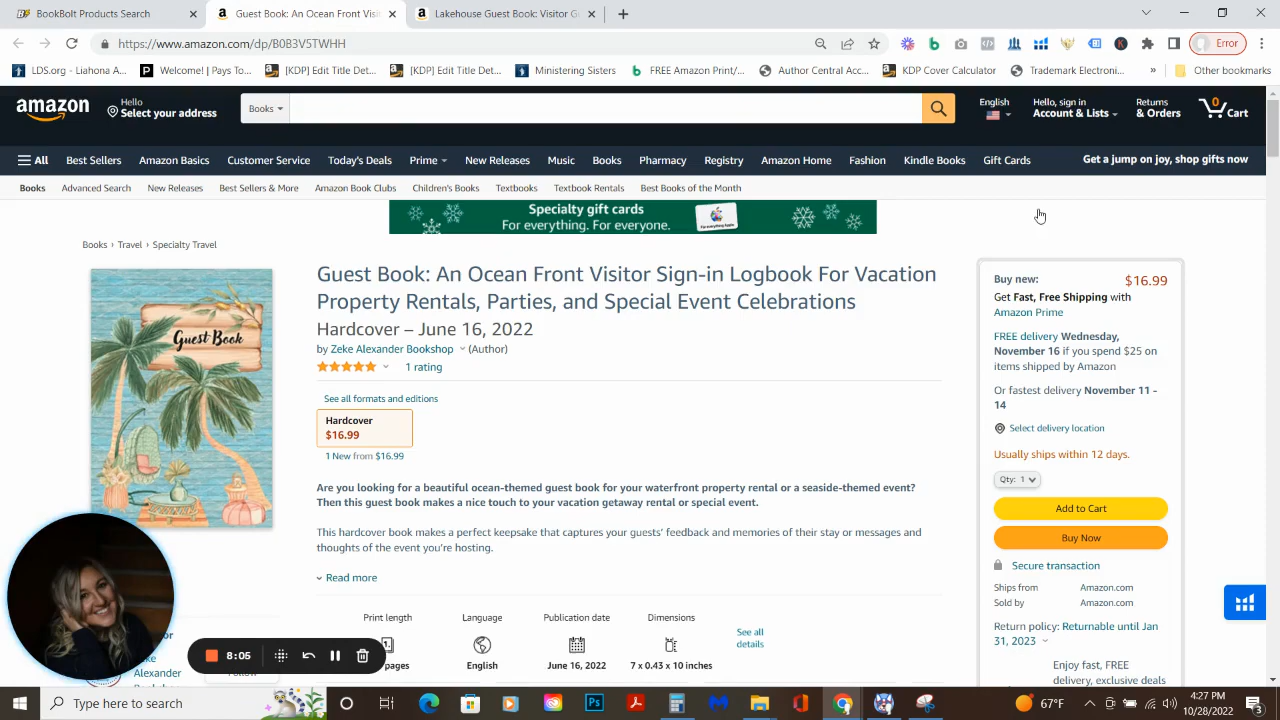 BookBolt Products
Guest Book: An Ocean Front Visi
Lakehouse Guest Book: Visitor G
https://www.amazon.com/dp/B0B3V5TWHH
Error
LDS.org - Liahona A...
Welcome! | Pays To...
[KDP] Edit Title Det...
[KDP] Edit Title Det...
Ministering Sisters
FREE Amazon Print/...
Author Central Acc...
KDP Cover Calculator
Trademark Electroni...
»
Other bookmarks
amazon
Hello
Select your address
Books
English
Hello, sign in
Account & Lists
Returns
& Orders
0
Cart
All
Best Sellers
Amazon Basics
Customer Service
Today's Deals
Prime
New Releases
Music
Books
Pharmacy
Registry
Amazon Home
Fashion
Kindle Books
Gift Cards
Get a jump on joy, shop gifts now
Books
Advanced Search
New Releases
Best Sellers & More
Amazon Book Clubs
Children's Books
Textbooks
Textbook Rentals
Best Books of the Month
Specialty gift cards
For everything. For everyone.
Books › Travel › Specialty Travel
Guest Book
Guest Book: An Ocean Front Visitor Sign-in Logbook For Vacation
Property Rentals, Parties, and Special Event Celebrations
Hardcover – June 16, 2022
by Zeke Alexander Bookshop (Author)
1 rating
See all formats and editions
Hardcover
$16.99
1 New from $16.99
Are you looking for a beautiful ocean-themed guest book for your waterfront property rental or a seaside-themed event?
Then this guest book makes a nice touch to your vacation getaway rental or special event.
This hardcover book makes a perfect keepsake that captures your guests' feedback and memories of their stay or messages and
thoughts of the event you're hosting.
Read more
Print length
pages
Language
English
Publication date
June 16, 2022
Dimensions
7 x 0.43 x 10 inches
See all
details
Buy new:
$16.99
Get Fast, Free Shipping with
Amazon Prime
FREE delivery Wednesday,
November 16 if you spend $25 on
items shipped by Amazon
Or fastest delivery November 11 -
14
Select delivery location
Usually ships within 12 days.
Qty: 1
Add to Cart
Buy Now
Secure transaction
Ships from Amazon.com
Sold by Amazon.com
Return policy: Returnable until Jan
31, 2023
Enjoy fast, FREE
delivery, exclusive deals
or
Zeke
Alexander
8:05
Type here to search
Ps
67°F
4:27 PM
10/28/2022
3